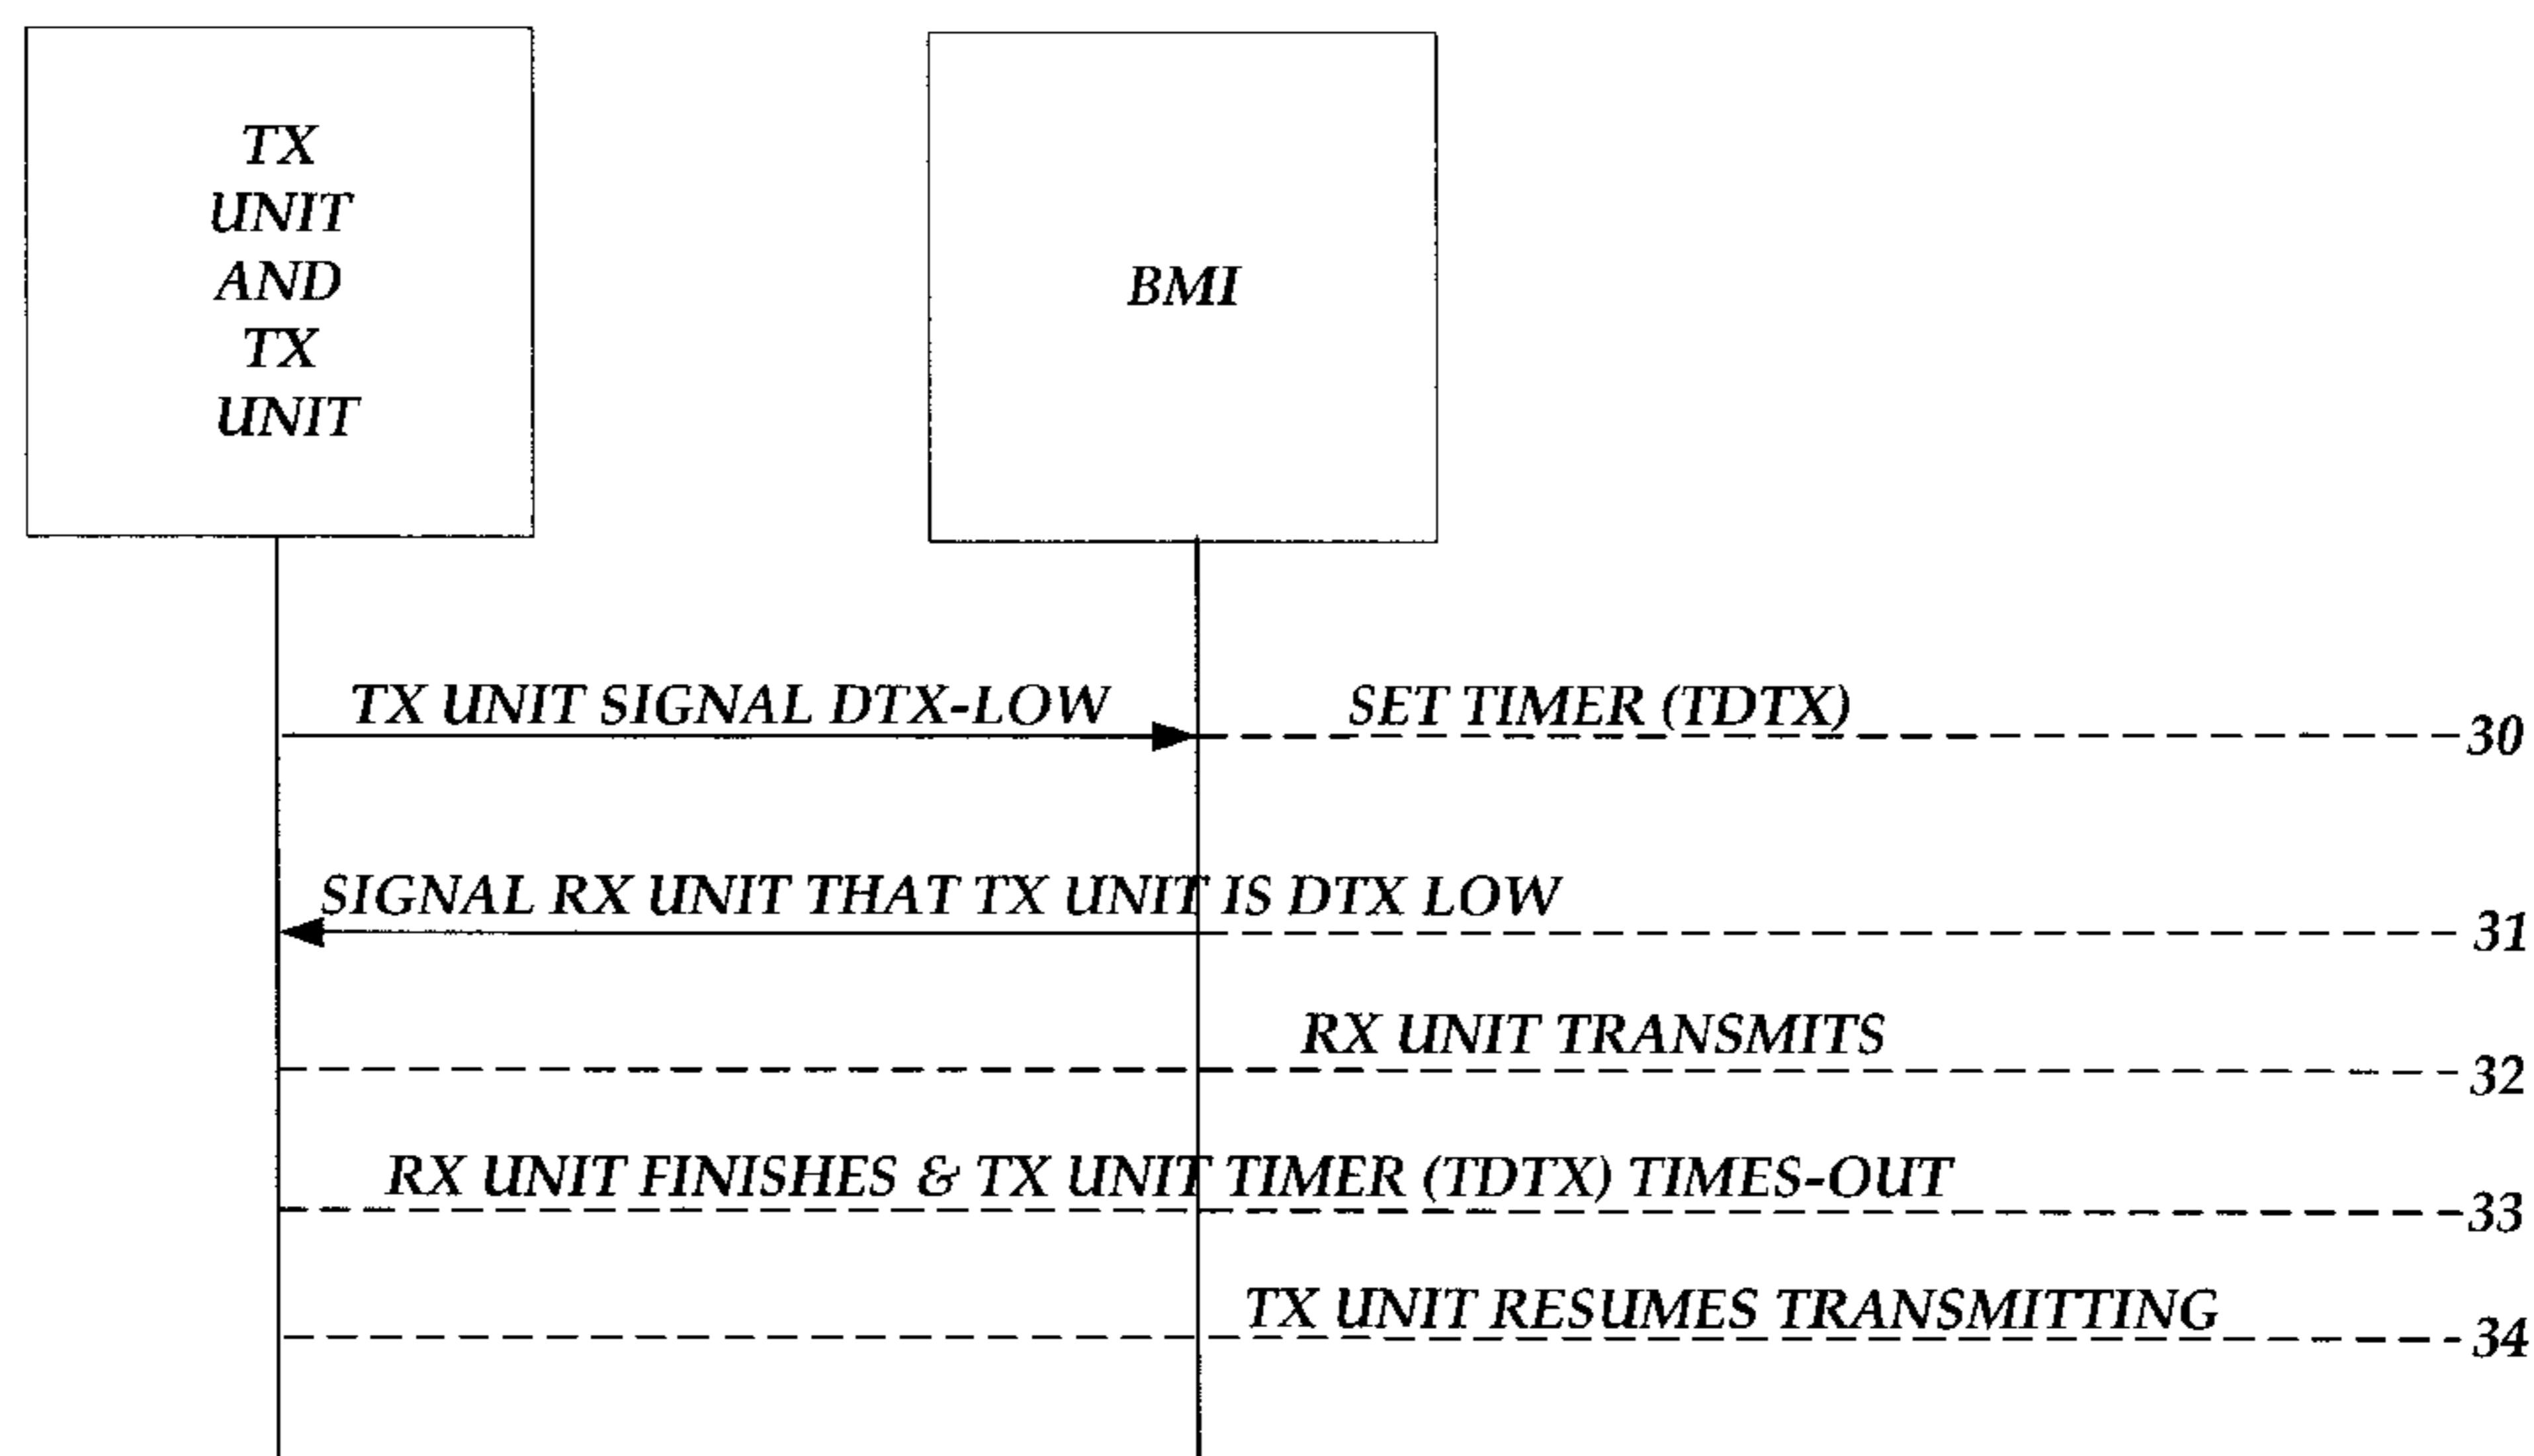 TX
UNIT
AND
TX
UNIT
BMI
TX UNIT SIGNAL DTX-LOW
SET TIMER (TDTX)
30
SIGNAL RX UNIT THAT TX UNIT IS DTX LOW
31
RX UNIT TRANSMITS
32
RX UNIT FINISHES & TX UNIT TIMER (TDTX) TIMES-OUT
33
TX UNIT RESUMES TRANSMITTING
34